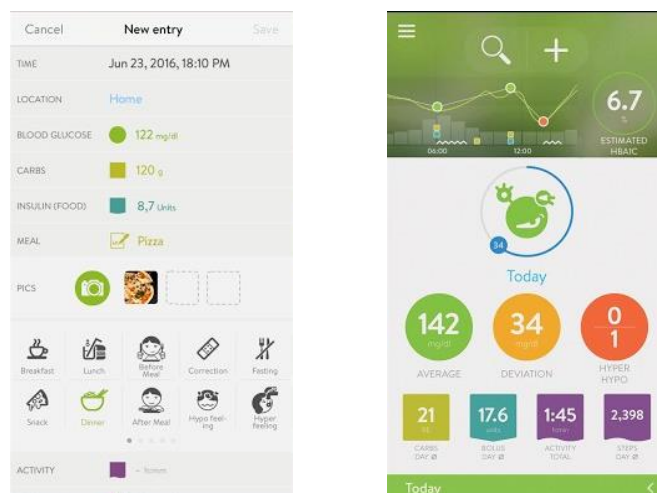 Cancel New entry Save
TIME Jun 23, 2016, 18:10 PM
LOCATION Home
BLOOD GLUCOSE 122 mg/dl
CARBS 120 g
INSULIN (FOOD) 8,7 Units
MEAL Pizza
PICS
Breakfast Lunch Before Meal Correction Fasting
Snack Dinner After Meal Hypo feel-ing Hyper feeling
ACTIVITY
6.7
%
ESTIMATED
HBA1C
06:00 12:00
34
Today
142 34 0
mg/dl mg/dl 1
AVERAGE DEVIATION HYPER
HYPO
21 17.6 1:45 2,398
units
CARBS BOLUS ACTIVITY STEPS
DAY Ø DAY Ø TOTAL DAY Ø
Today